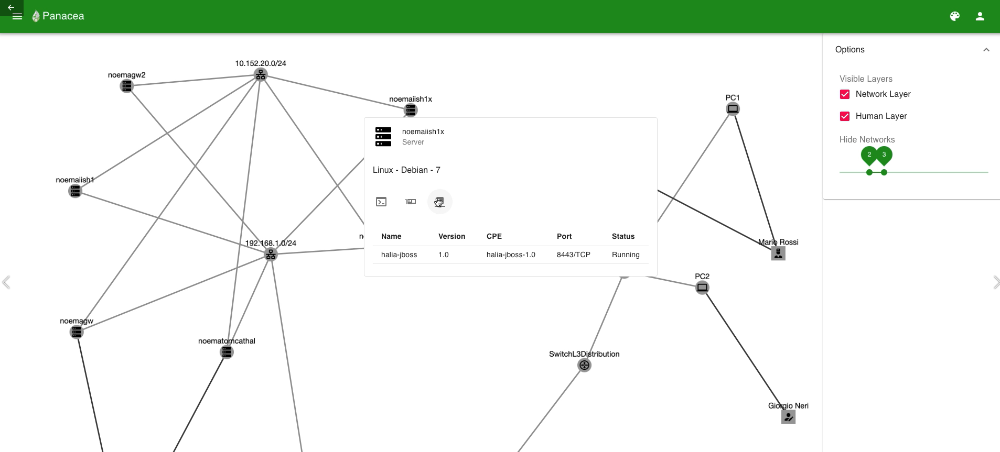 Panacea
Options
Visible Layers
Network Layer
Human Layer
Hide Networks
2 3
10.152.20.0/24
noemagw2
noemaiish1x
PC1
noemaiish1x
Server
Linux - Debian - 7
noemaiish1
Name Version CPE Port Status
halia-jboss 1.0 halia-jboss-1.0 8443/TCP Running
192.168.1.0/24
Mario Rossi
PC2
noemagw
noematomcathal
SwitchL3Distribution
Giorgio Neri